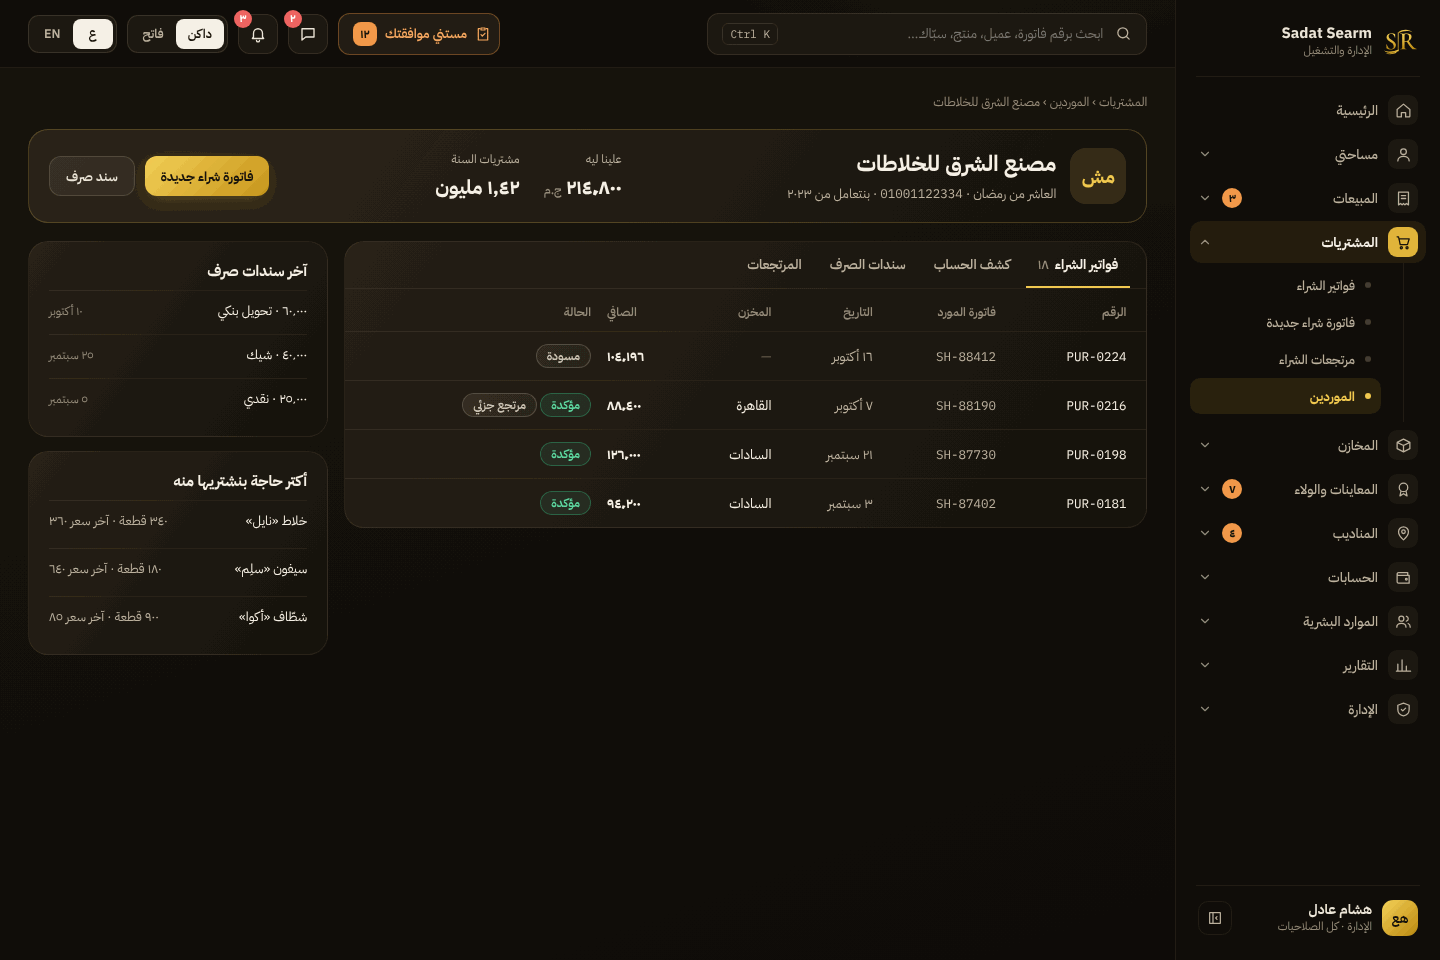 Sadat Searm
الإدارة والتشغيل
الرئيسية
مساحتي
المبيعات ٣
المشتريات
فواتير الشراء
فاتورة شراء جديدة
مرتجعات الشراء
الموردين
المخازن
المعاينات والولاء ٧
المناديب ٤
الحسابات
الموارد البشرية
التقارير
الإدارة
هع
هشام عادل
الإدارة · كل الصلاحيات
ابحث برقم فاتورة، عميل، منتج، سبّاك... Ctrl K
مستني موافقتك ١٢
٢
٣
داكن فاتح
ع EN
المشتريات › الموردين › مصنع الشرق للخلاطات
مش
مصنع الشرق للخلاطات
العاشر من رمضان · 01001122334 · بنتعامل من ٢٠٢٣
علينا ليه
٢١٤,٨٠٠ ج.م
مشتريات السنة
١,٤٢ مليون
فاتورة شراء جديدة
سند صرف
فواتير الشراء ١٨ كشف الحساب سندات الصرف المرتجعات
الرقم فاتورة المورد التاريخ المخزن الصافي الحالة
PUR-0224 SH-88412 ١٦ أكتوبر — ١٠٤,١٩٦ مسودة
PUR-0216 SH-88190 ٧ أكتوبر القاهرة ٨٨,٤٠٠ مؤكدة مرتجع جزئي
PUR-0198 SH-87730 ٢١ سبتمبر السادات ١٢٦,٠٠٠ مؤكدة
PUR-0181 SH-87402 ٣ سبتمبر السادات ٩٤,٢٠٠ مؤكدة
آخر سندات صرف
٦٠,٠٠٠ · تحويل بنكي ١٠ أكتوبر
٤٠,٠٠٠ · شيك ٢٥ سبتمبر
٢٥,٠٠٠ · نقدي ٥ سبتمبر
أكتر حاجة بنشتريها منه
خلاط «نايل» ٣٤٠ قطعة · آخر سعر ٣٦٠
سيفون «سلِم» ١٨٠ قطعة · آخر سعر ٦٤٠
شطّاف «أكوا» ٩٠٠ قطعة · آخر سعر ٨٥